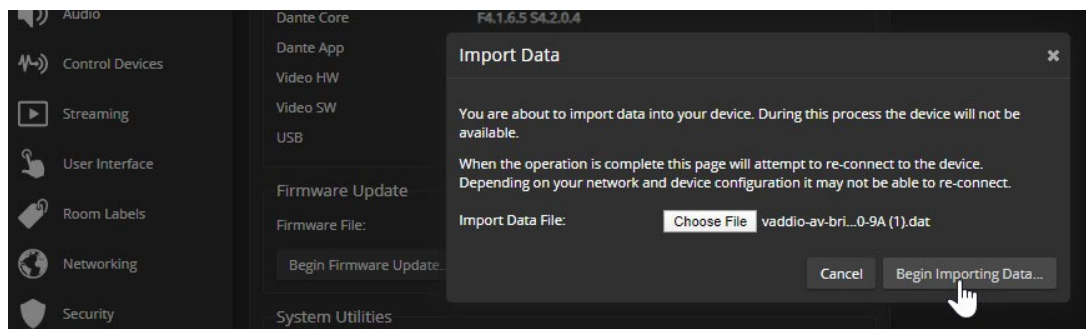 Audio
Control Devices
Streaming
User Interface
Room Labels
Networking
Security
Dante Core F4.1.6.5 S4.2.0.4
Dante App
Video HW
Video SW
USB
Firmware Update
Firmware File:
Begin Firmware Update..
System Utilities
Import Data
You are about to import data into your device. During this process the device will not be
available.
When the operation is complete this page will attempt to re-connect to the device.
Depending on your network and device configuration it may not be able to re-connect.
Import Data File: Choose File vaddio-av-bri...0-9A (1).dat
Cancel Begin Importing Data...